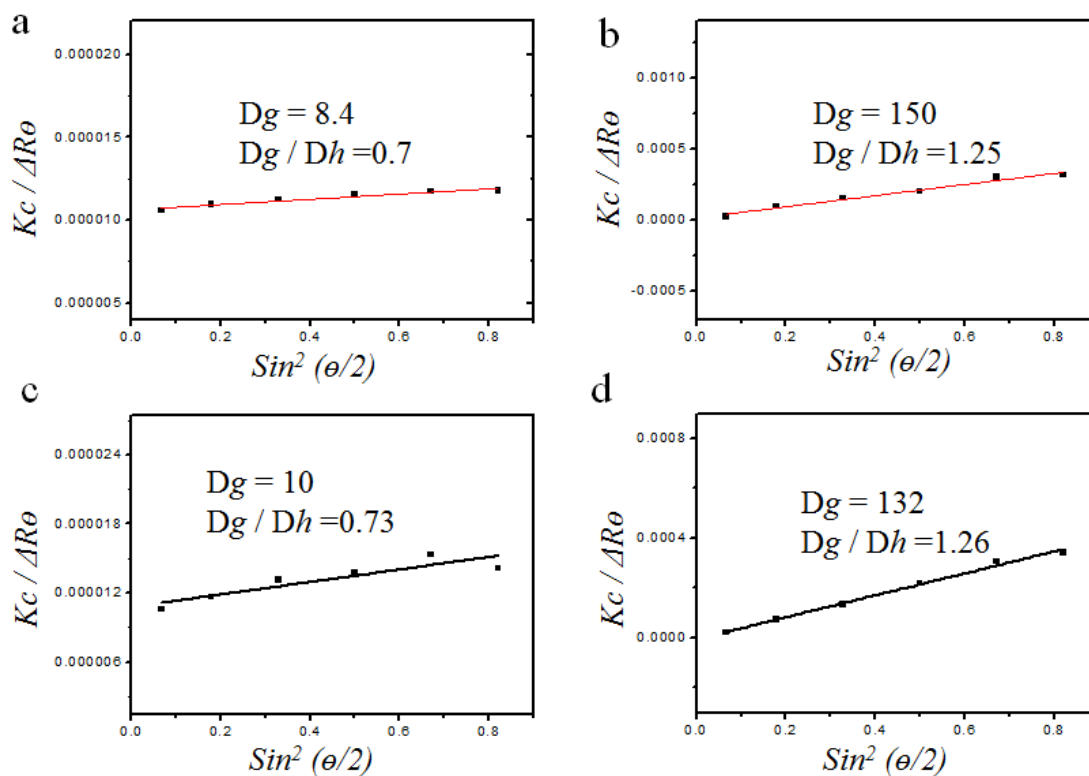 a
0.000020
0.000015
0.000010
0.000005
Kc / ΔRɵ
Dg = 8.4
Dg / Dh =0.7
0.0 0.2 0.4 0.6 0.8
Sin² (ɵ/2)
b
0.0010
0.0005
0.0000
-0.0005
Kc / ΔRɵ
Dg = 150
Dg / Dh =1.25
0.0 0.2 0.4 0.6 0.8
Sin² (ɵ/2)
c
0.000024
0.000018
0.000012
0.000006
Kc / ΔRɵ
Dg = 10
Dg / Dh =0.73
0.0 0.2 0.4 0.6 0.8
Sin² (ɵ/2)
d
0.0008
0.0004
0.0000
Kc / ΔRɵ
Dg = 132
Dg / Dh =1.26
0.0 0.2 0.4 0.6 0.8
Sin² (ɵ/2)